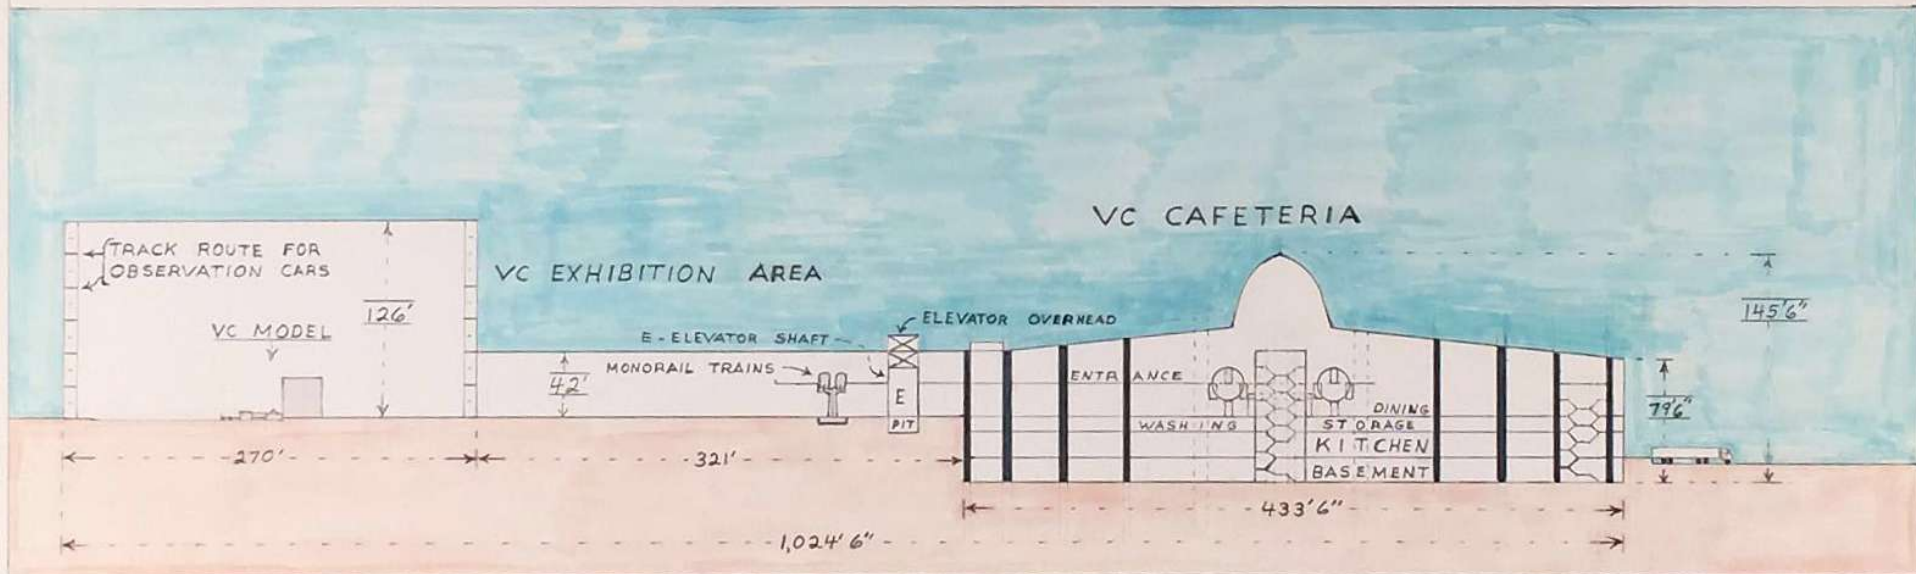 VC CAFETERIA
TRACK ROUTE FOR
OBSERVATION CARS
VC EXHIBITION AREA
126'
145'6"
VC MODEL
ELEVATOR OVERHEAD
E - ELEVATOR SHAFT
MONORAIL TRAINS
42'
ENTRANCE
E
PIT
DINING
79'6"
WASHING
STORAGE
KITCHEN
BASEMENT
270'
321'
433'6"
1,024'6"